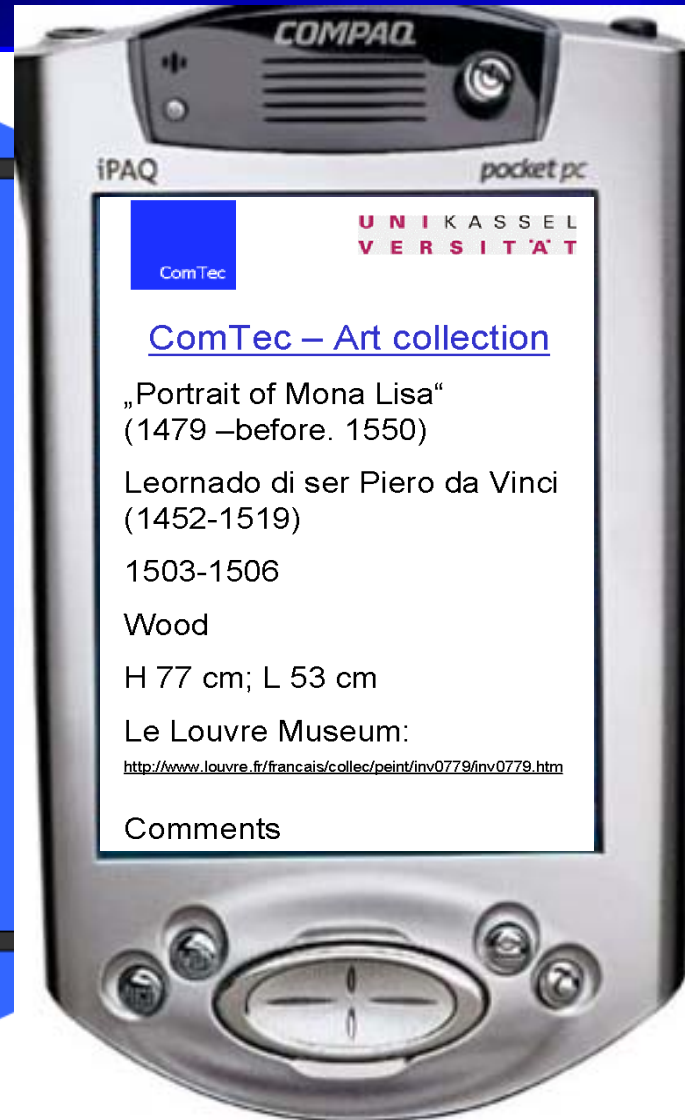 COMPAQ
iPAQ pocket pc
ComTec
UNIKASSEL
VERSITÄT
ComTec – Art collection
„Portrait of Mona Lisa“
(1479 –before. 1550)
Leornado di ser Piero da Vinci
(1452-1519)
1503-1506
Wood
H 77 cm; L 53 cm
Le Louvre Museum:
http://www.louvre.fr/francais/collec/peint/inv0779/inv0779.htm
Comments